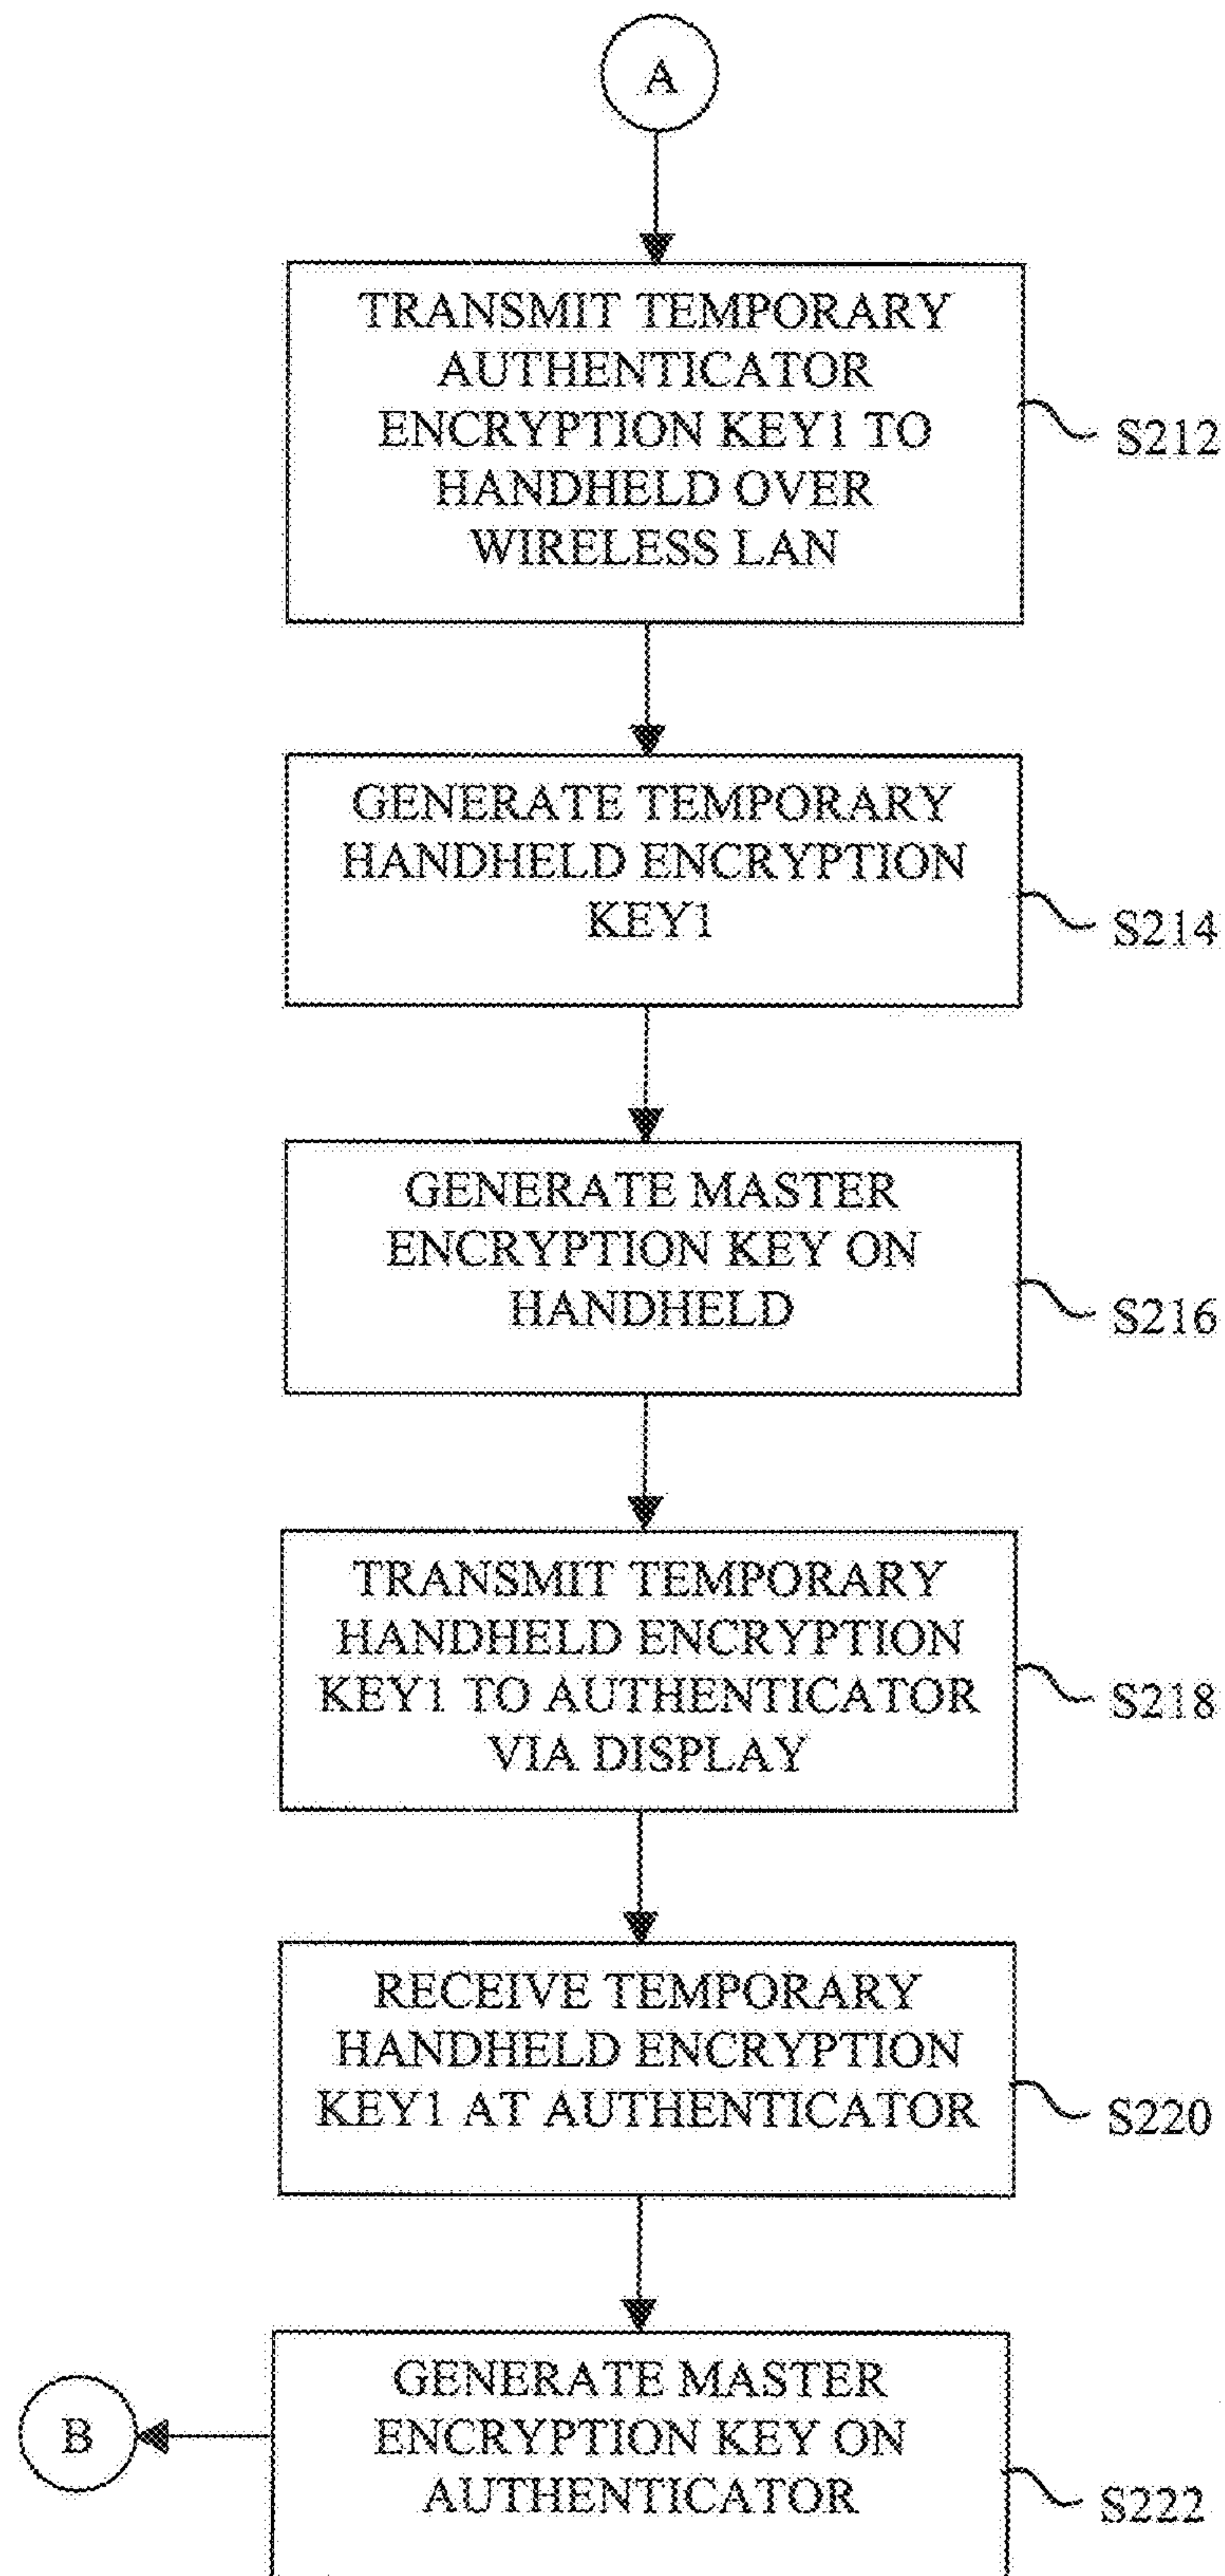 A
TRANSMIT TEMPORARY
AUTHENTICATOR
ENCRYPTION KEY1 TO
HANDHELD OVER
WIRELESS LAN
S212
GENERATE TEMPORARY
HANDHELD ENCRYPTION
KEY1
S214
GENERATE MASTER
ENCRYPTION KEY ON
HANDHELD
S216
TRANSMIT TEMPORARY
HANDHELD ENCRYPTION
KEY1 TO AUTHENTICATOR
VIA DISPLAY
S218
RECEIVE TEMPORARY
HANDHELD ENCRYPTION
KEY1 AT AUTHENTICATOR
S220
GENERATE MASTER
ENCRYPTION KEY ON
AUTHENTICATOR
S222
B